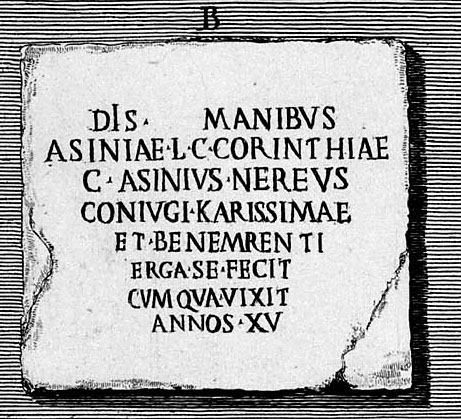 B
DIS · MANIBVS
ASINIAE · L · C · CORINTHIAE
C · ASINIVS · NEREVS
CONIVGI · KARISSIMAE
ET · BENEMRENTI
ERGA · SE · FECIT
CVM QVA · VIXIT
ANNOS · XV